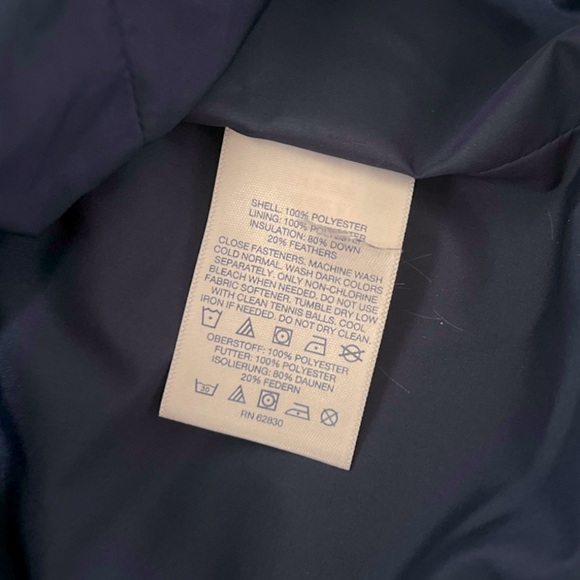 SHELL: 100% POLYESTER
LINING: 100% POLYESTER
INSULATION: 80% DOWN
20% FEATHERS
CLOSE FASTENERS. MACHINE WASH
COLD NORMAL. WASH DARK COLORS
SEPARATELY. ONLY NON-CHLORINE
BLEACH WHEN NEEDED. DO NOT USE
FABRIC SOFTENER. TUMBLE DRY LOW
WITH CLEAN TENNIS BALLS. COOL
IRON IF NEEDED. DO NOT DRY CLEAN.
OBERSTOFF: 100% POLYESTER
FUTTER: 100% POLYESTER
ISOLIERUNG: 80% DAUNEN
20% FEDERN
30
RN 62830